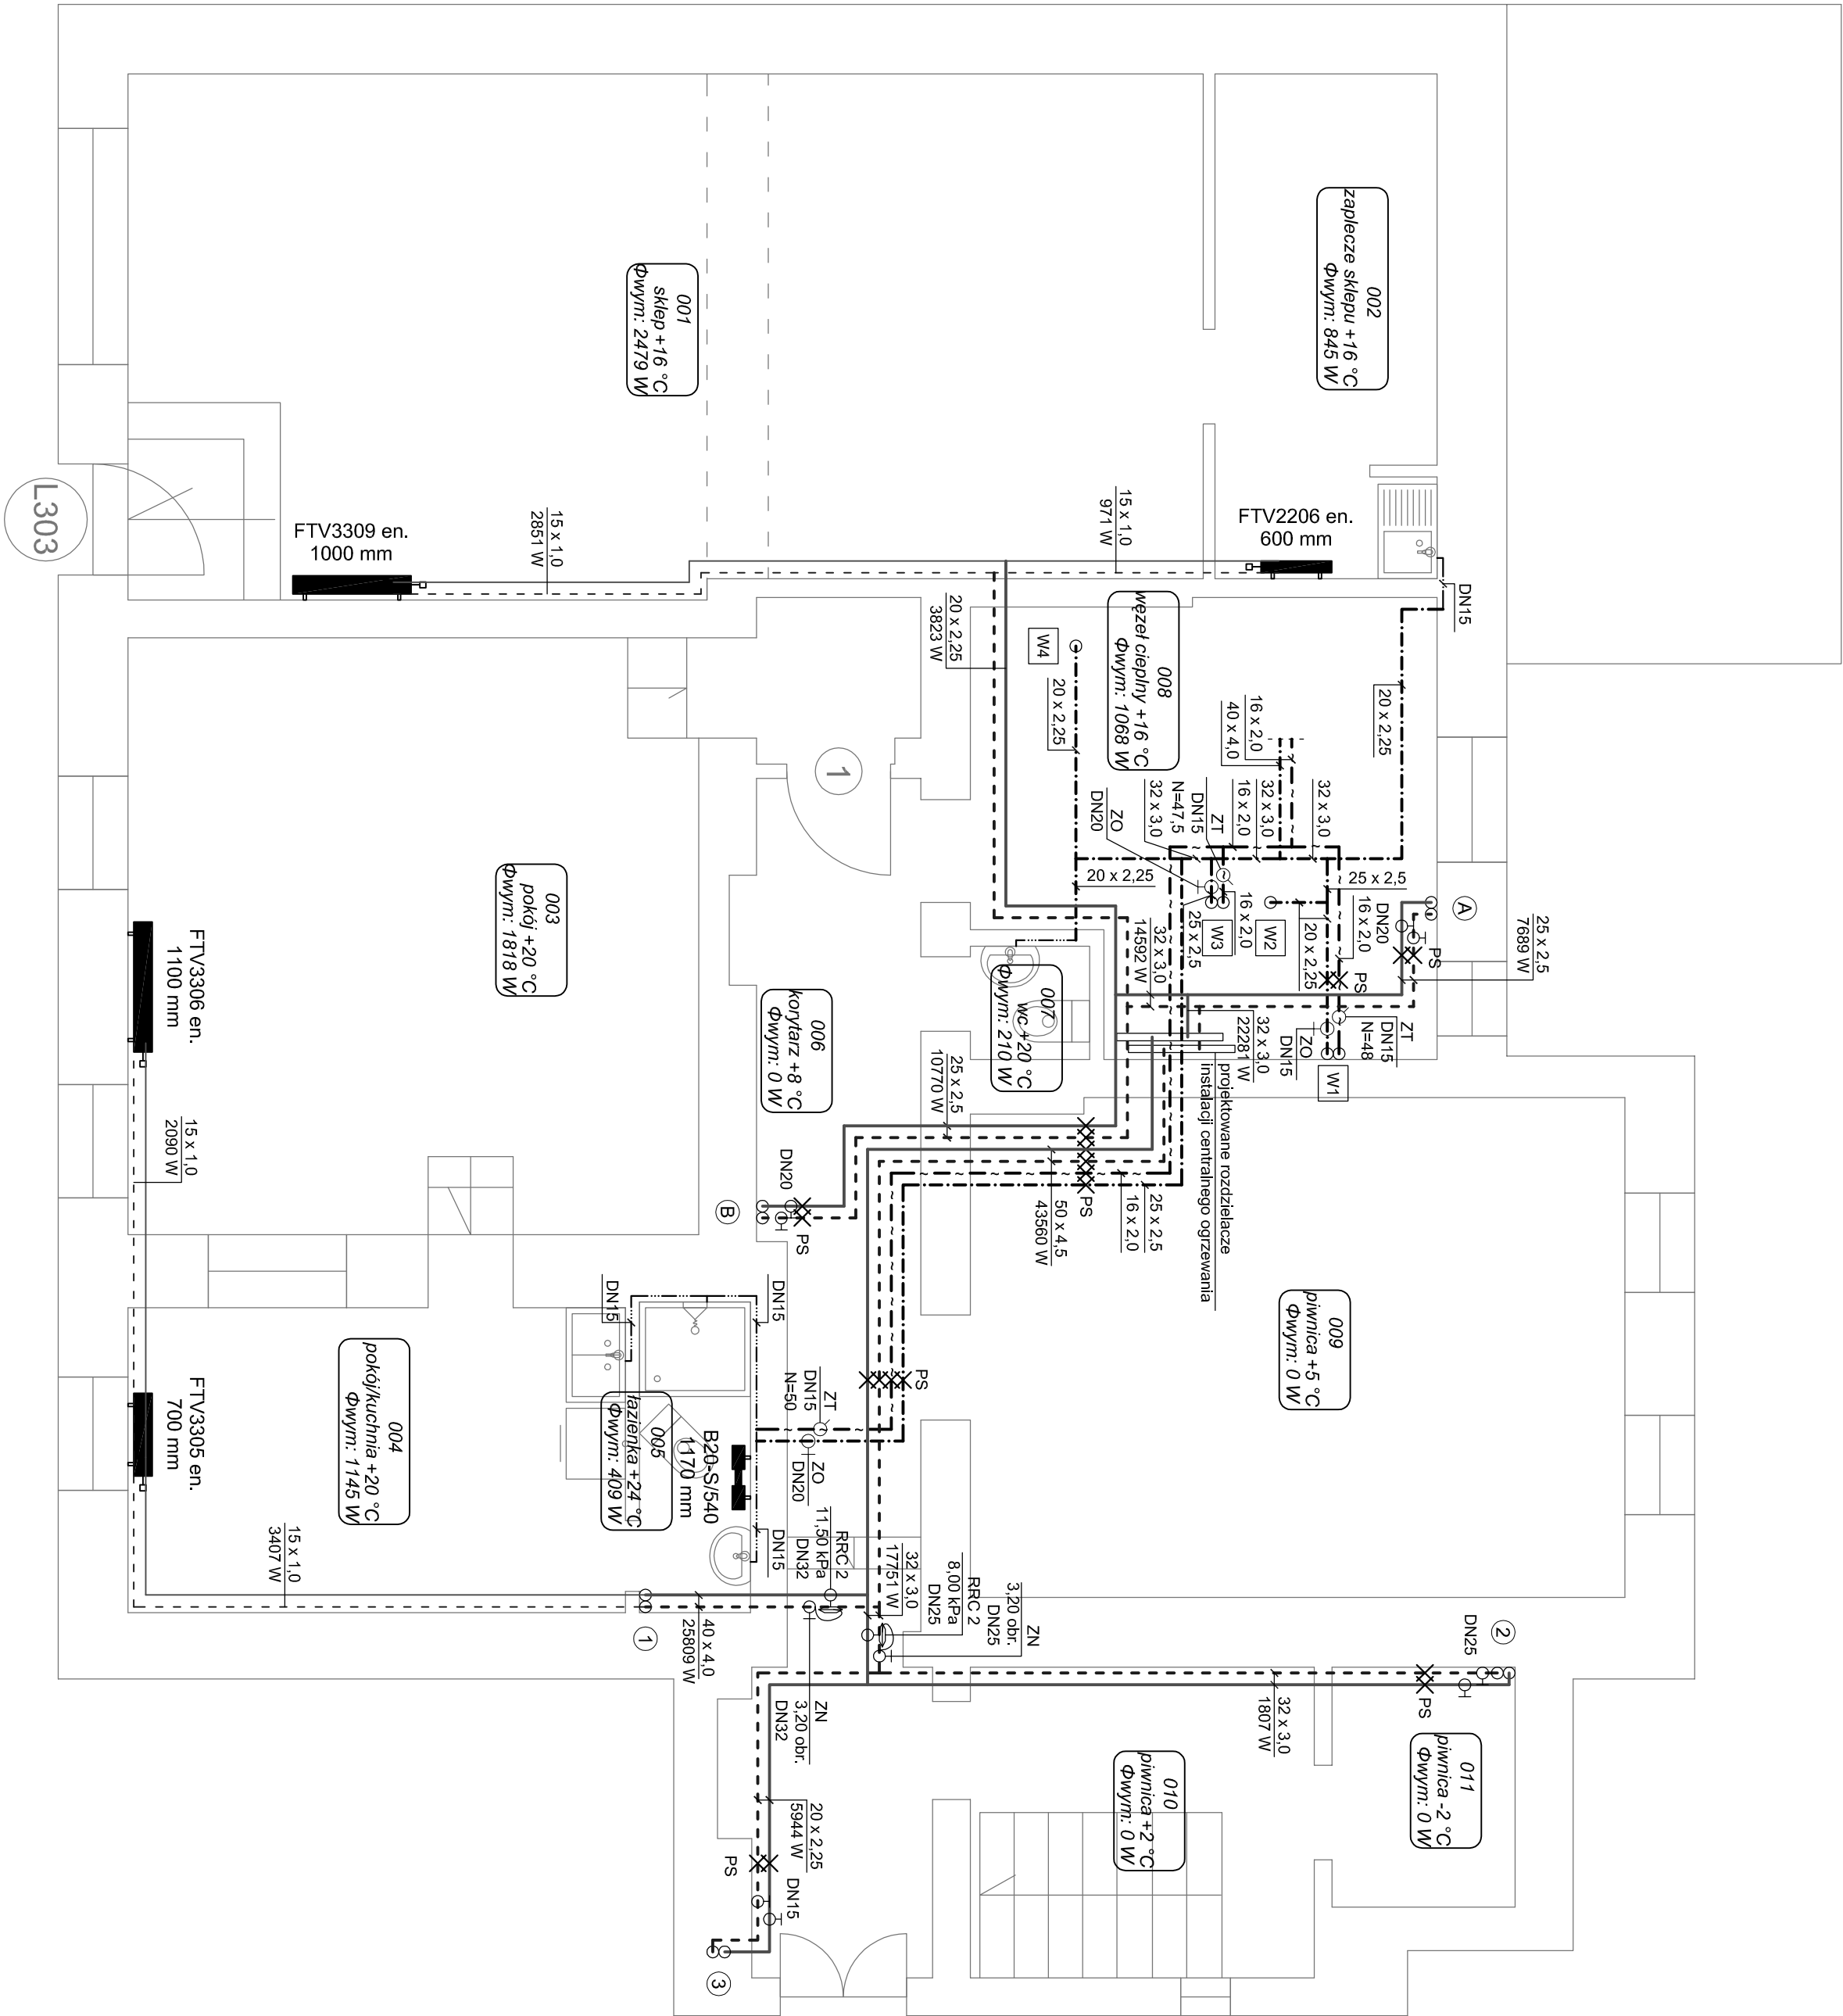 002
zaplecze sklepu +16 °C
Φwym: 845 W
001
sklep +16 °C
Φwym: 2479 W
L303
FTV3309 en.
1000 mm
15 x 1,0
2851 W
15 x 1,0
971 W
FTV2206 en.
600 mm
DN15
20 x 2,25
3823 W
W4
20 x 2,25
008
węzeł cieplny +16 °C
Φwym: 1068 W
16 x 2,0
40 x 4,0
20 x 2,25
1
ZO
DN20
ZT
DN15
N=47,5
32 x 3,0
16 x 2,0
32 x 3,0
32 x 3,0
20 x 2,25
25 x 2,5
A
25 x 2,5
7689 W
DN20
16 x 2,0
PS
20 x 2,25
W2
W3
16 x 2,0
25 x 2,5
32 x 3,0
14592 W
PS
ZT
DN15
N=48
ZO
DN15
W1
32 x 3,0
22281 W
projektowane rozdzielacze
instalacji centralnego ogrzewania
003
pokój +20 °C
Φwym: 1818 W
FTV3306 en.
1100 mm
006
korytarz +8 °C
Φwym: 0 W
007
wc +20 °C
Φwym: 210 W
25 x 2,5
10770 W
15 x 1,0
2090 W
DN20
B
PS
PS
25 x 2,5
16 x 2,0
50 x 4,5
43560 W
009
piwnica +5 °C
Φwym: 0 W
DN15
DN15
PS
ZT
DN15
N=50
ZO
DN20
004
pokój/kuchnia +20 °C
Φwym: 1145 W
FTV3305 en.
700 mm
005
łazienka +24 °C
Φwym: 409 W
B20-S/540
1170 mm
DN15
RRC 2
11,50 kPa
DN32
32 x 3,0
17751 W
RRC 2
8,00 kPa
DN25
ZN
3,20 obr.
DN25
15 x 1,0
3407 W
1
40 x 4,0
25809 W
DN25
2
ZN
3,20 obr.
DN32
32 x 3,0
1807 W
PS
011
piwnica -2 °C
Φwym: 0 W
010
piwnica +2 °C
Φwym: 0 W
20 x 2,25
5944 W
PS
DN15
3